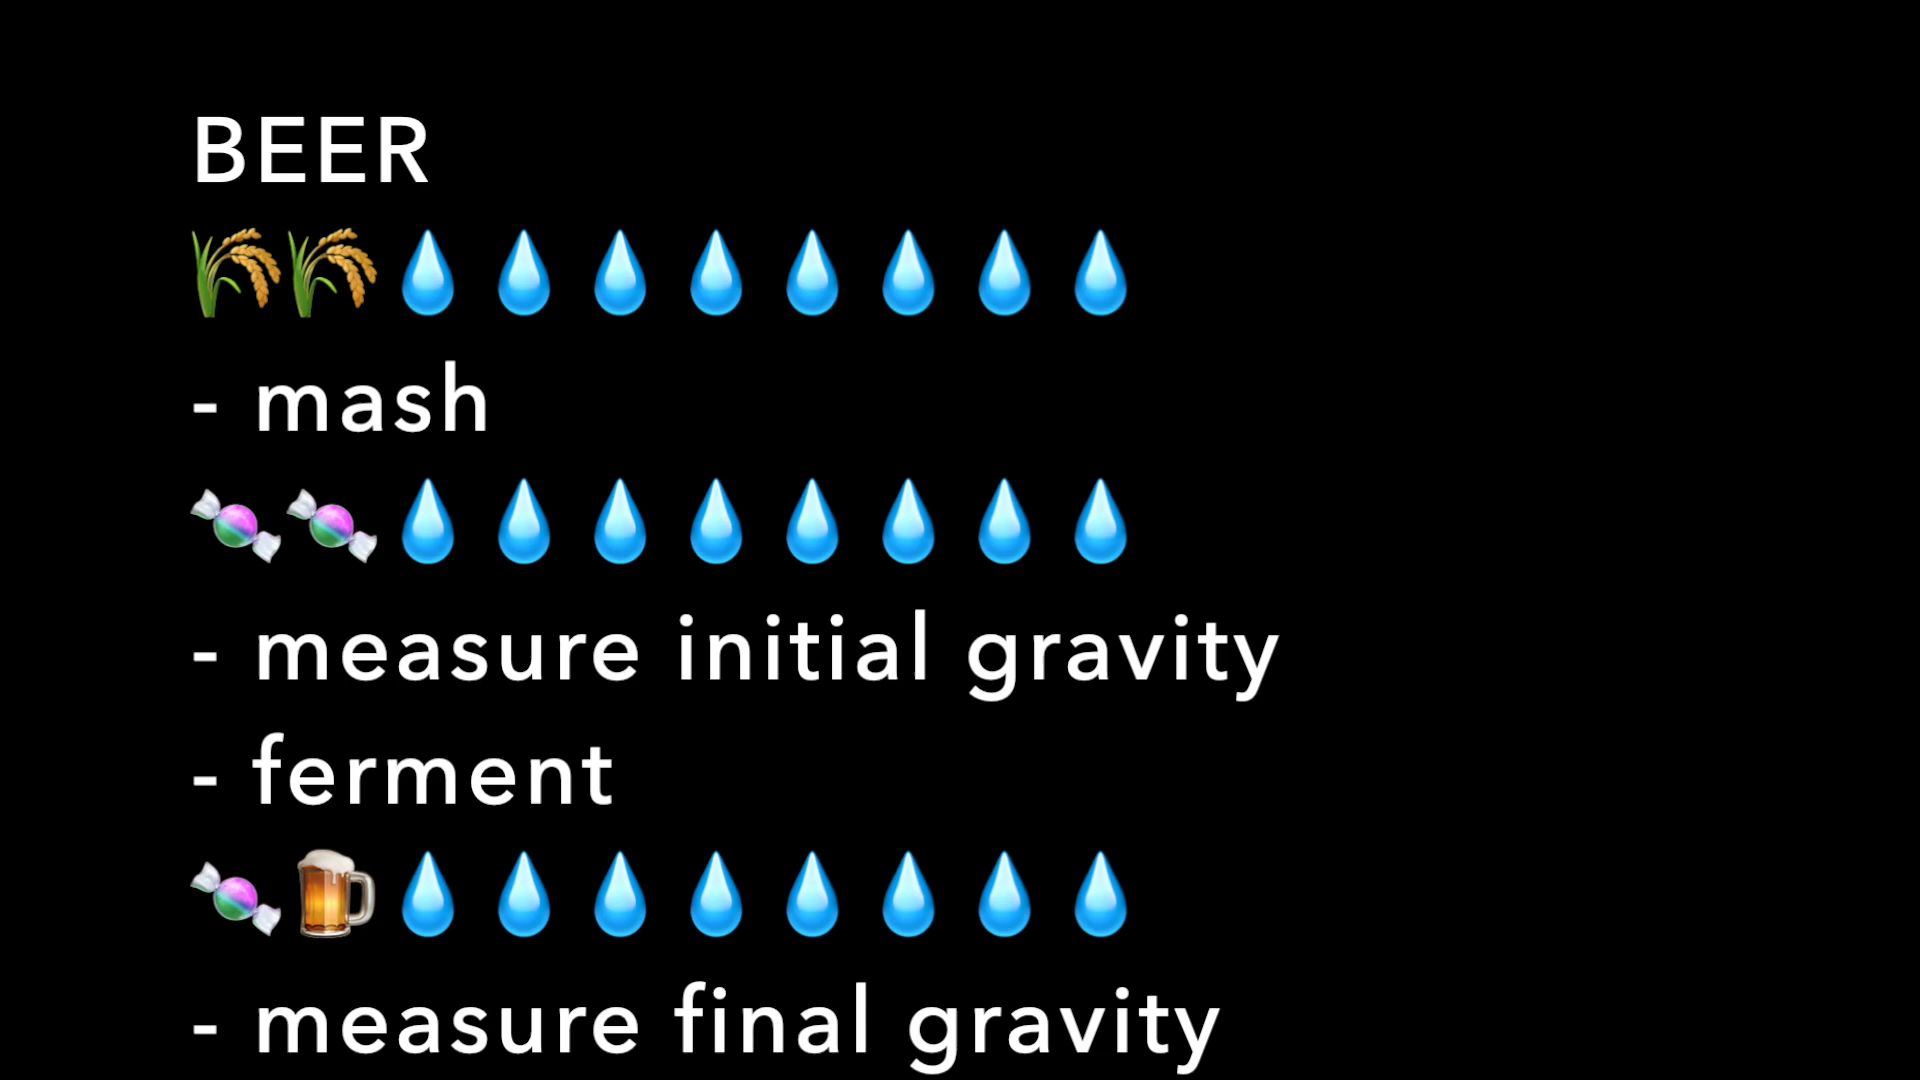 BEER
🌾🌾💧💧💧💧💧💧💧💧
- mash
🍬🍬💧💧💧💧💧💧💧💧
- measure initial gravity
- ferment
🍬🍺💧💧💧💧💧💧💧💧
- measure final gravity